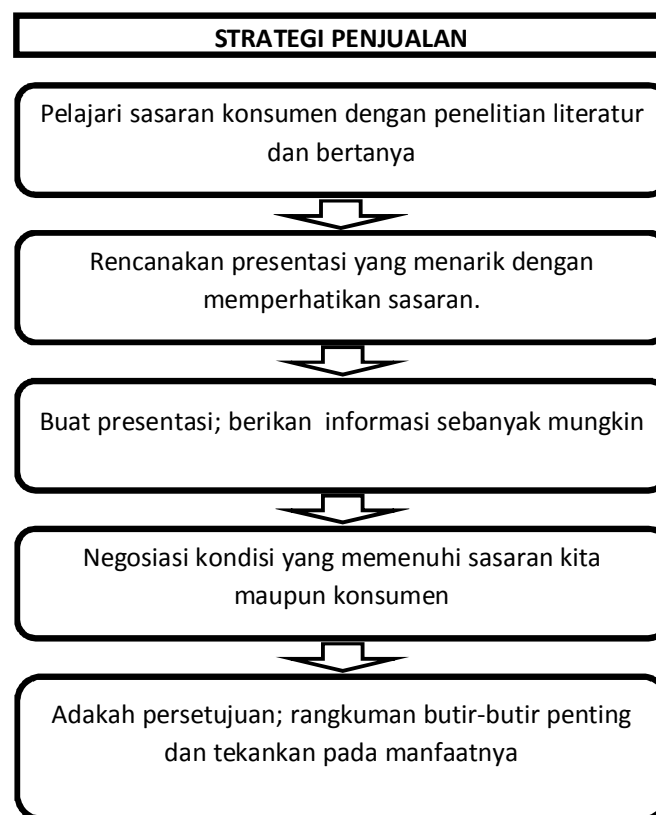 STRATEGI PENJUALAN
Pelajari sasaran konsumen dengan penelitian literatur
dan bertanya
Rencanakan presentasi yang menarik dengan
memperhatikan sasaran.
Buat presentasi; berikan informasi sebanyak mungkin
Negosiasi kondisi yang memenuhi sasaran kita
maupun konsumen
Adakah persetujuan; rangkuman butir-butir penting
dan tekankan pada manfaatnya